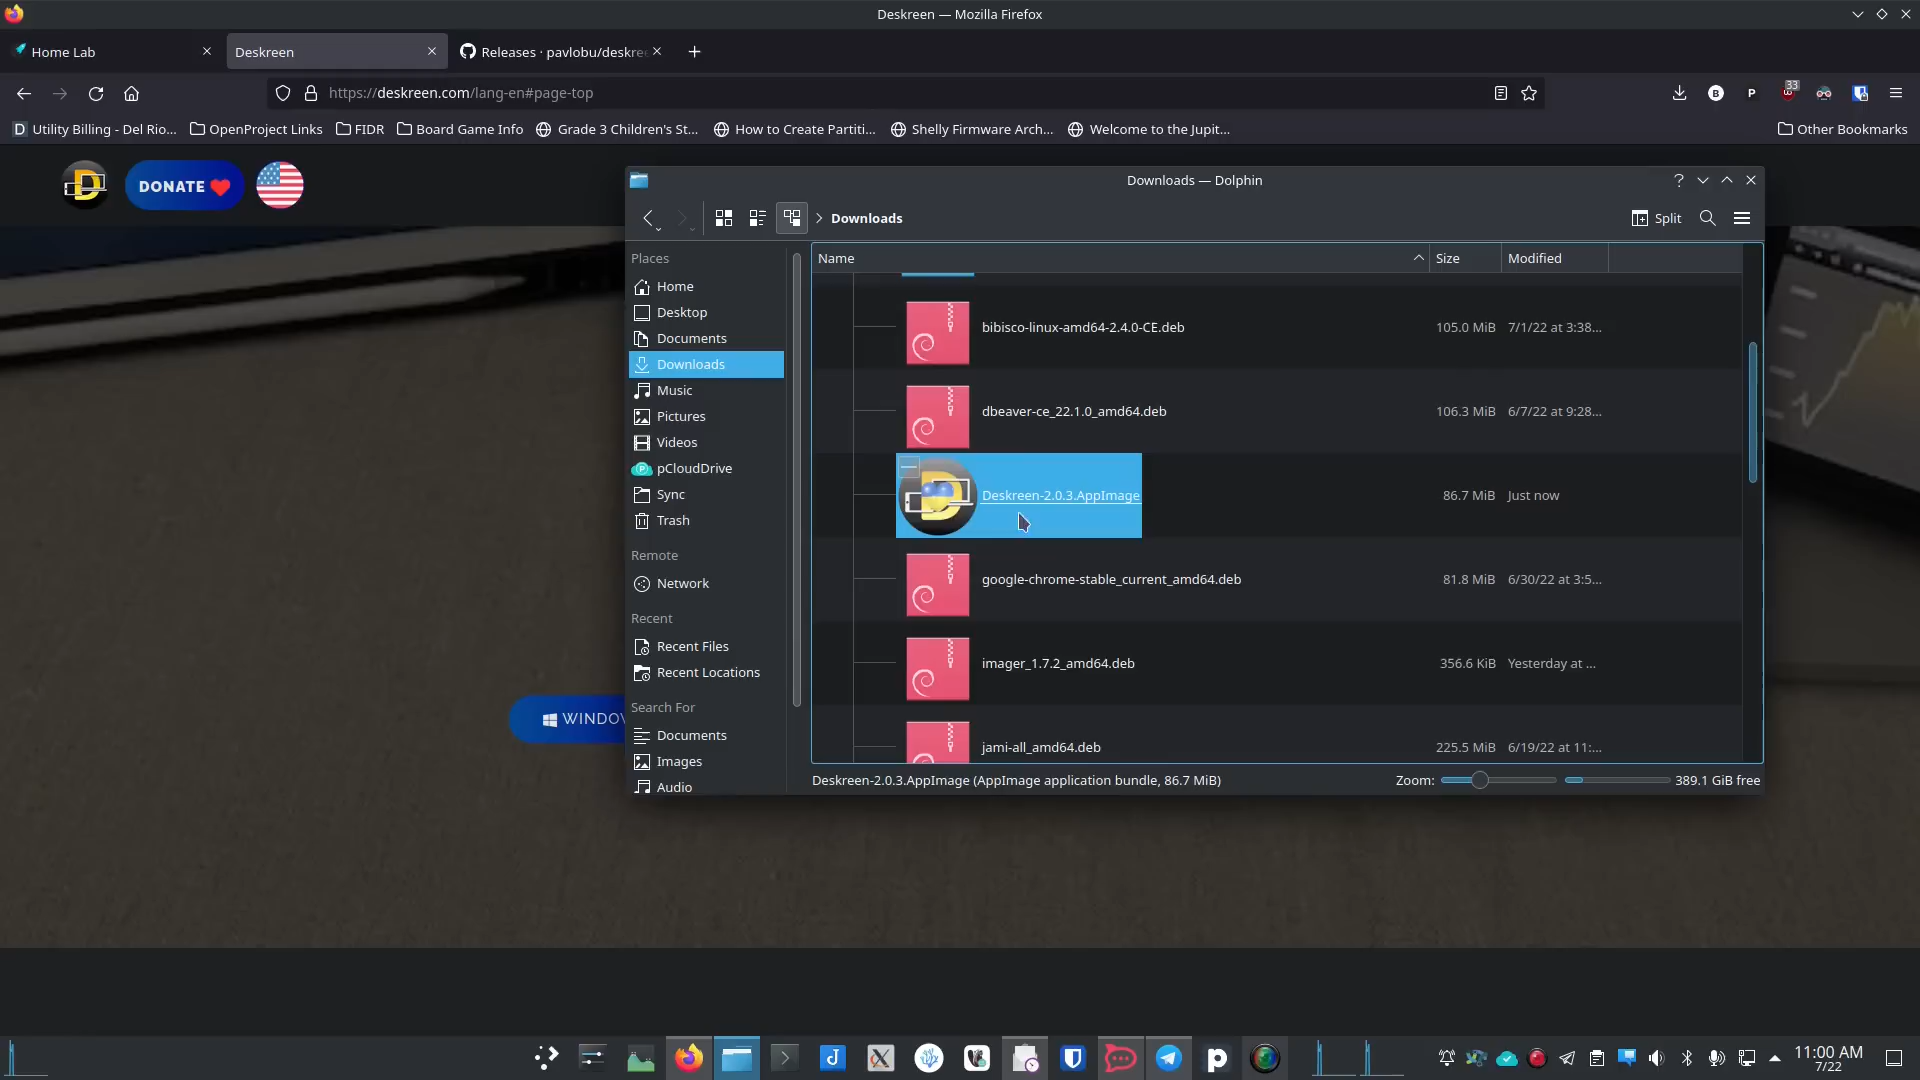 Deskreen — Mozilla Firefox
Home Lab
Deskreen
Releases · pavlobu/deskree
https://deskreen.com/lang-en#page-top
33
Utility Billing - Del Rio...
OpenProject Links
FIDR
Board Game Info
Grade 3 Children's St...
How to Create Partiti...
Shelly Firmware Arch...
Welcome to the Jupit...
Other Bookmarks
DONATE
Downloads — Dolphin
Downloads
Split
Places
Home
Desktop
Documents
Downloads
Music
Pictures
Videos
pCloudDrive
Sync
Trash
Remote
Network
Recent
Recent Files
Recent Locations
Search For
Documents
Images
Audio
Name Size Modified
bibisco-linux-amd64-2.4.0-CE.deb 105.0 MiB 7/1/22 at 3:38...
dbeaver-ce_22.1.0_amd64.deb 106.3 MiB 6/7/22 at 9:28...
Deskreen-2.0.3.AppImage 86.7 MiB Just now
google-chrome-stable_current_amd64.deb 81.8 MiB 6/30/22 at 3:5...
imager_1.7.2_amd64.deb 356.6 KiB Yesterday at ...
jami-all_amd64.deb 225.5 MiB 6/19/22 at 11:...
Deskreen-2.0.3.AppImage (AppImage application bundle, 86.7 MiB)
Zoom:
389.1 GiB free
WINDOW
11:00 AM
7/22